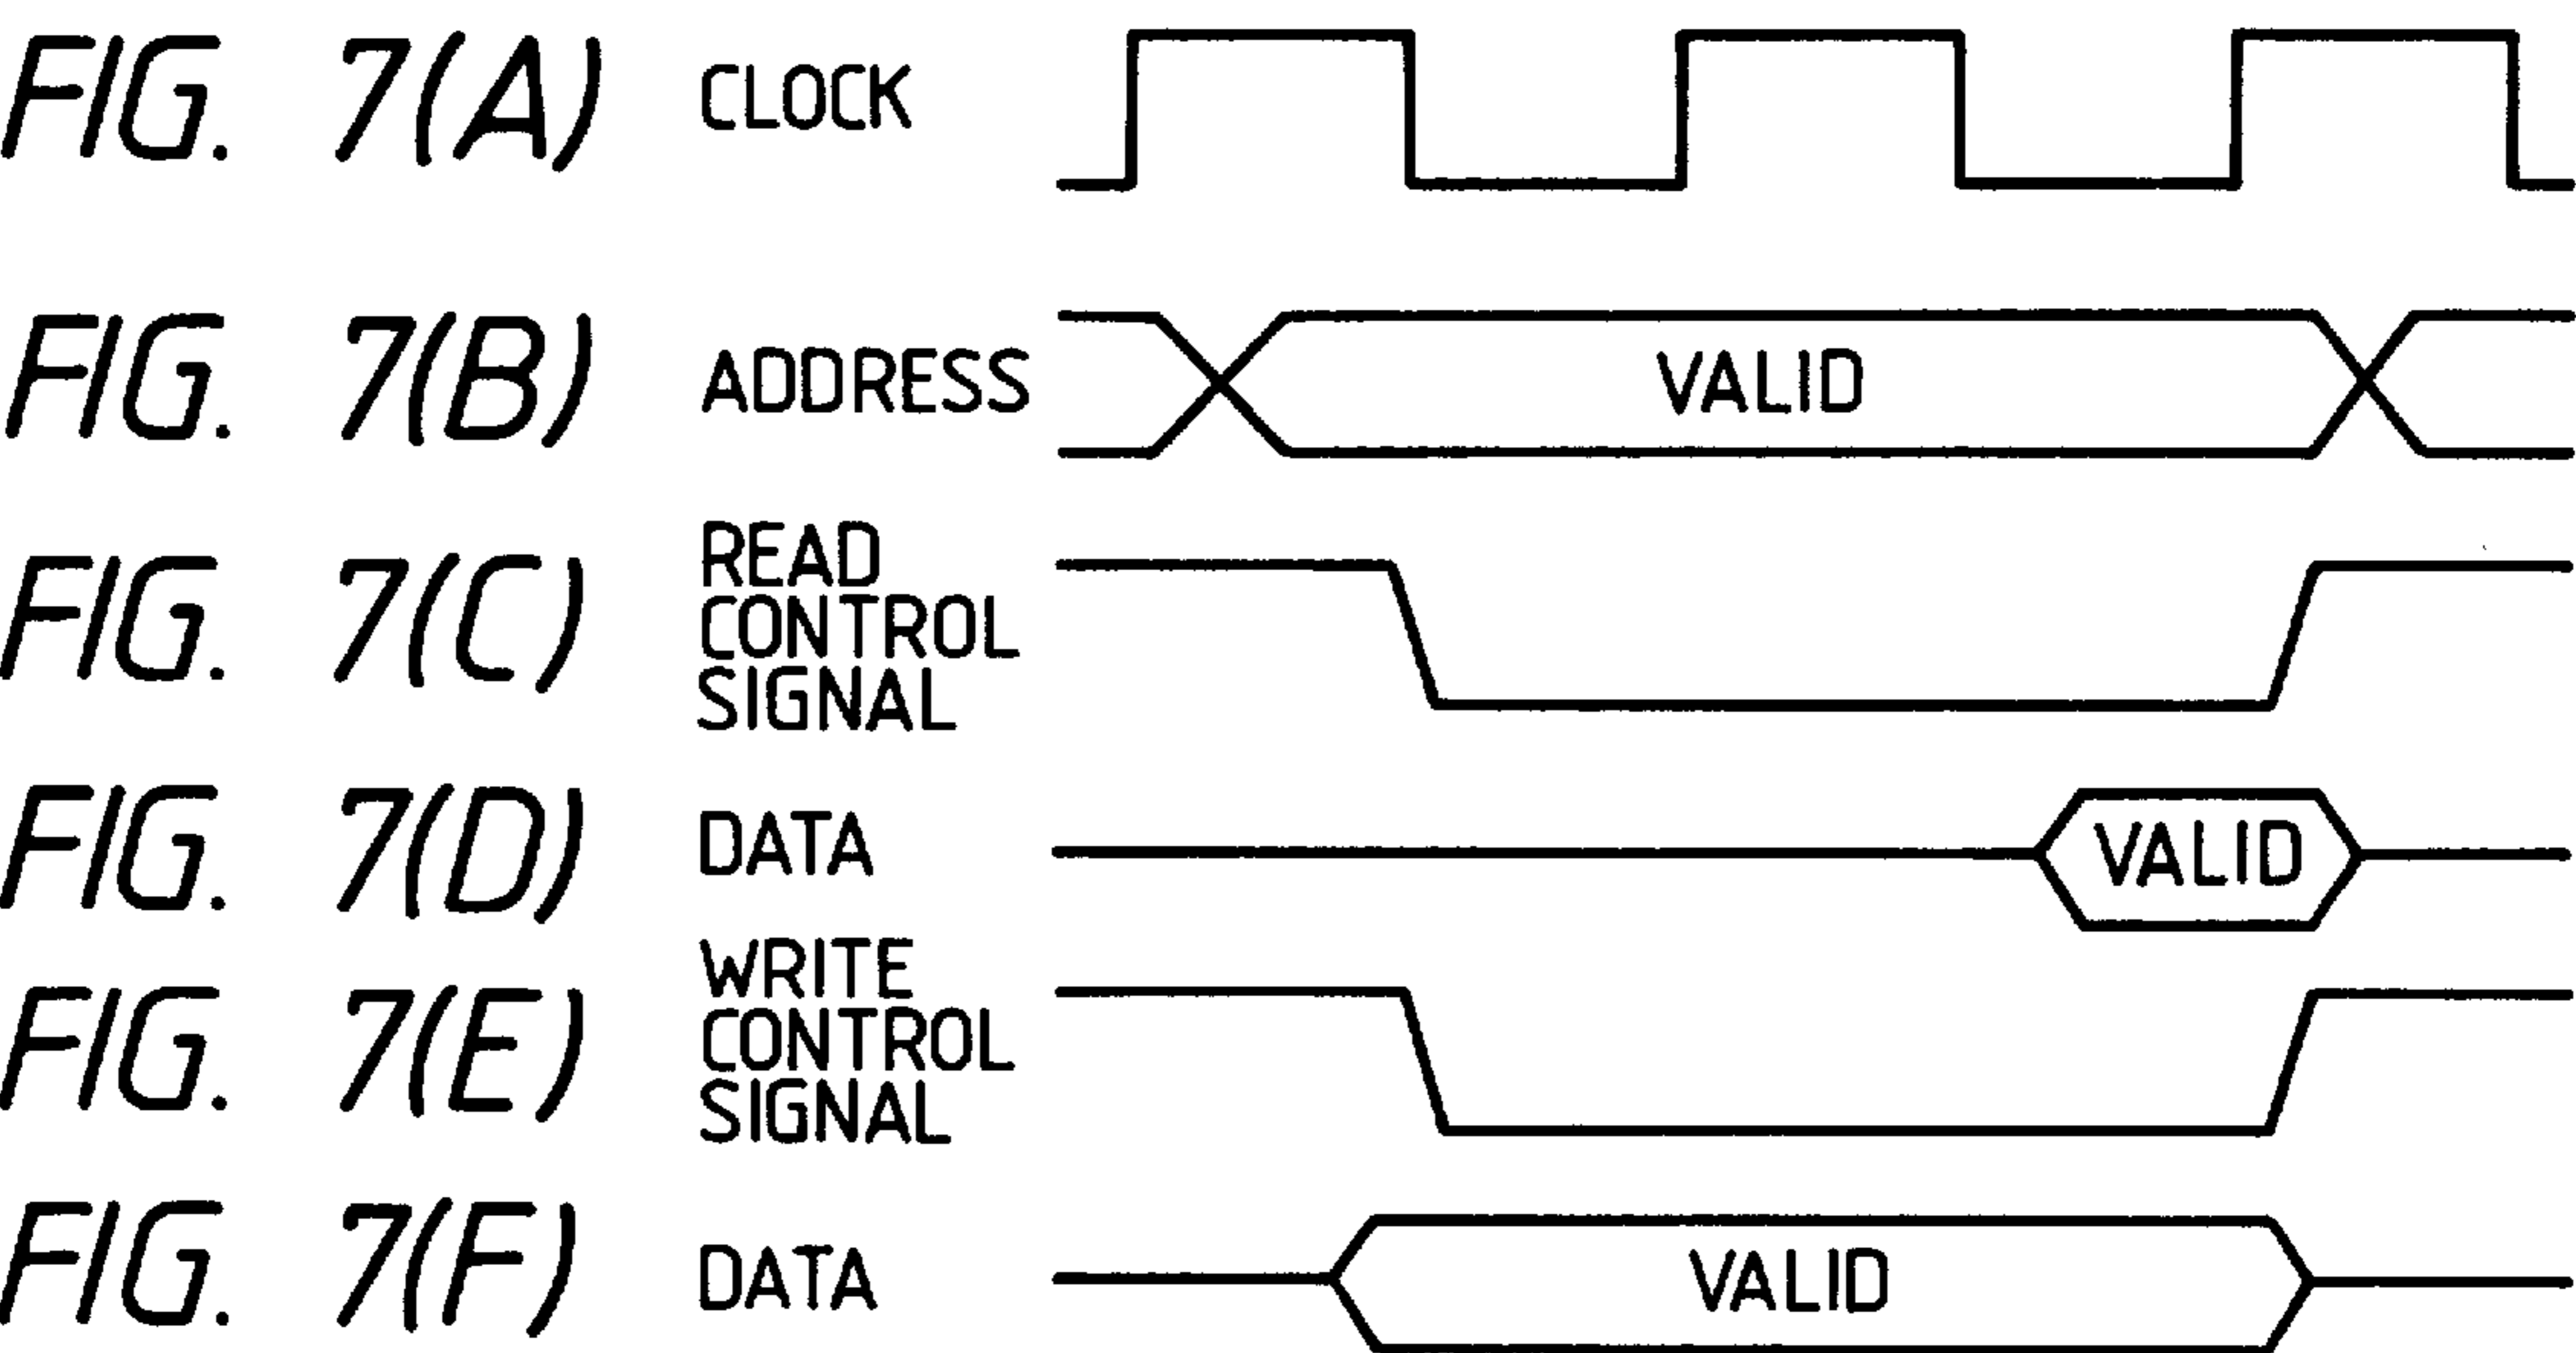 FIG. 7(A) CLOCK
FIG. 7(B) ADDRESS VALID
FIG. 7(C) READ
CONTROL
SIGNAL
FIG. 7(D) DATA VALID
FIG. 7(E) WRITE
CONTROL
SIGNAL
FIG. 7(F) DATA VALID